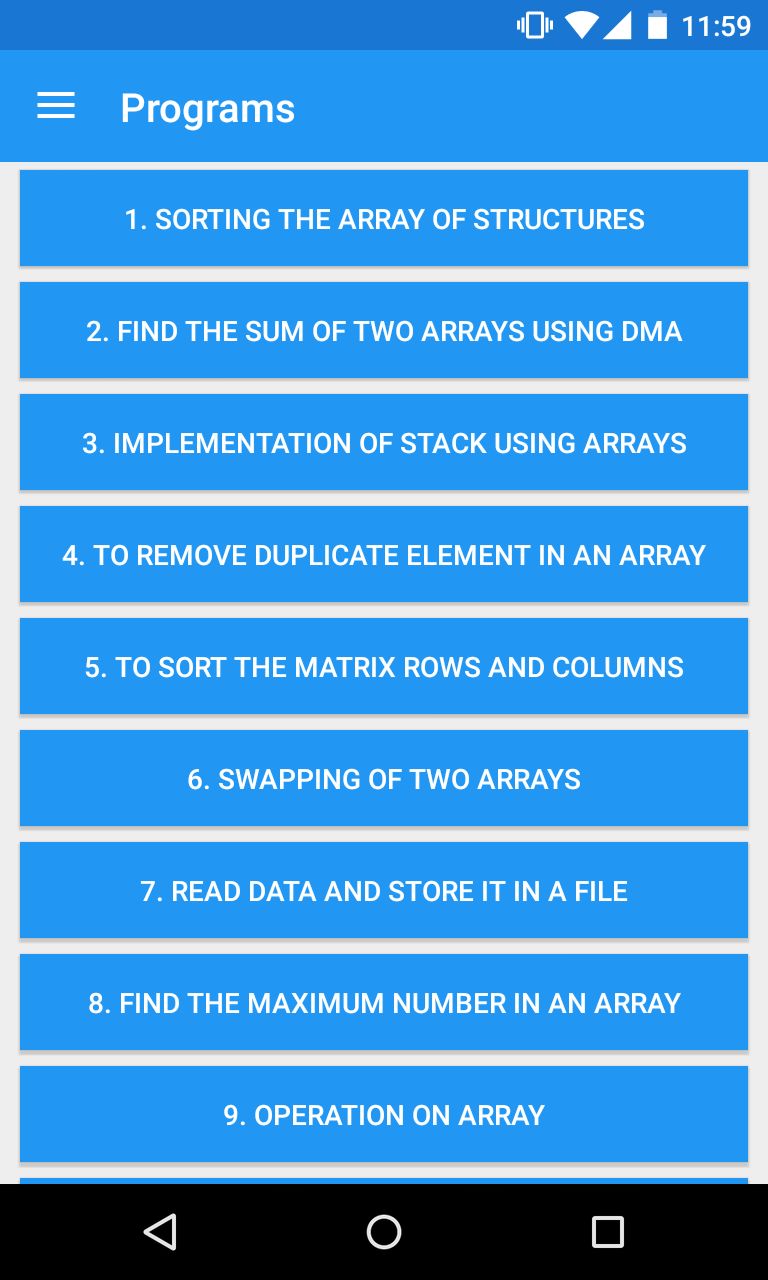 11:59
Programs
1. SORTING THE ARRAY OF STRUCTURES
2. FIND THE SUM OF TWO ARRAYS USING DMA
3. IMPLEMENTATION OF STACK USING ARRAYS
4. TO REMOVE DUPLICATE ELEMENT IN AN ARRAY
5. TO SORT THE MATRIX ROWS AND COLUMNS
6. SWAPPING OF TWO ARRAYS
7. READ DATA AND STORE IT IN A FILE
8. FIND THE MAXIMUM NUMBER IN AN ARRAY
9. OPERATION ON ARRAY